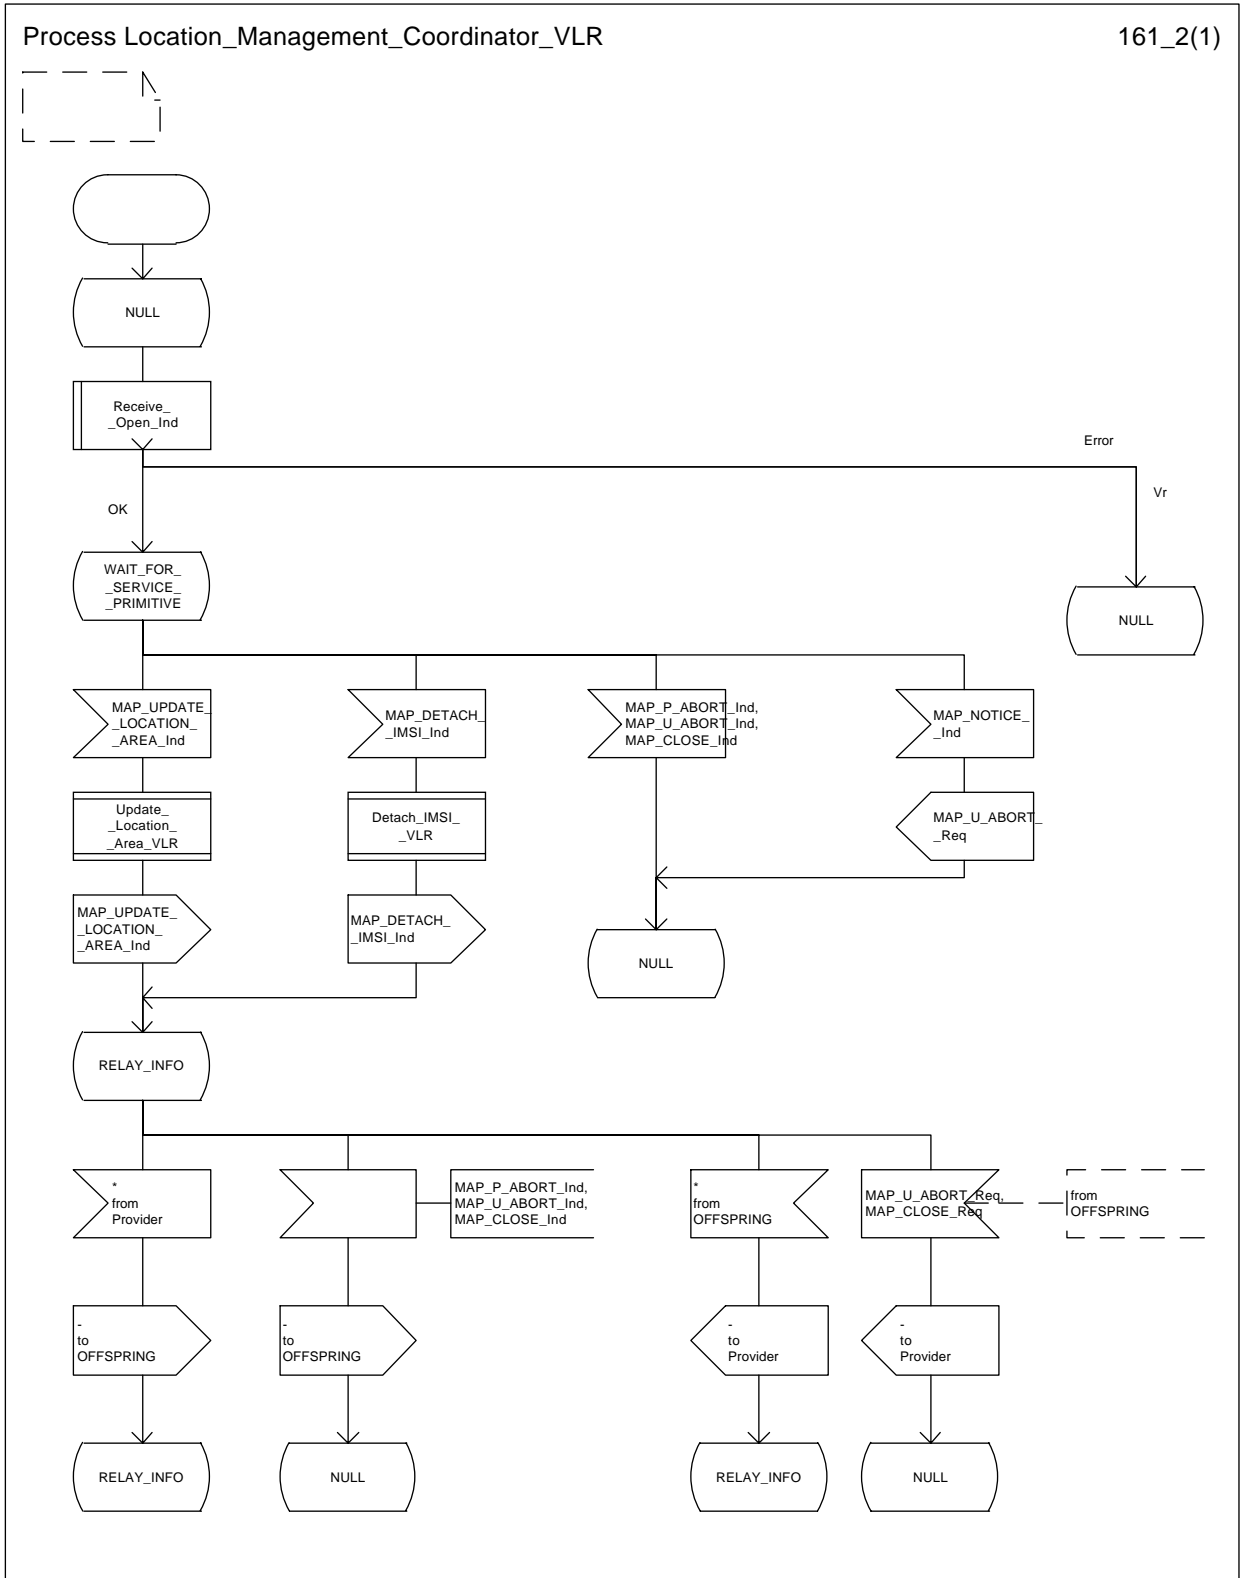 Process Location_Management_Coordinator_VLR
161_2(1)
NULL
Receive_
_Open_Ind
Error
Vr
OK
WAIT_FOR_
_SERVICE_
_PRIMITIVE
NULL
MAP_UPDATE_
_LOCATION_
_AREA_Ind
MAP_DETACH_
_IMSI_Ind
MAP_P_ABORT_Ind,
MAP_U_ABORT_Ind,
MAP_CLOSE_Ind
MAP_NOTICE_
_Ind
Update_
_Location_
_Area_VLR
Detach_IMSI_
_VLR
MAP_U_ABORT_
_Req
MAP_UPDATE_
_LOCATION_
_AREA_Ind
MAP_DETACH_
_IMSI_Ind
NULL
RELAY_INFO
*
from
Provider
MAP_P_ABORT_Ind,
MAP_U_ABORT_Ind,
MAP_CLOSE_Ind
*
from
OFFSPRING
MAP_U_ABORT_Req,
MAP_CLOSE_Req
from
OFFSPRING
-
to
OFFSPRING
-
to
OFFSPRING
-
to
Provider
-
to
Provider
RELAY_INFO
NULL
RELAY_INFO
NULL